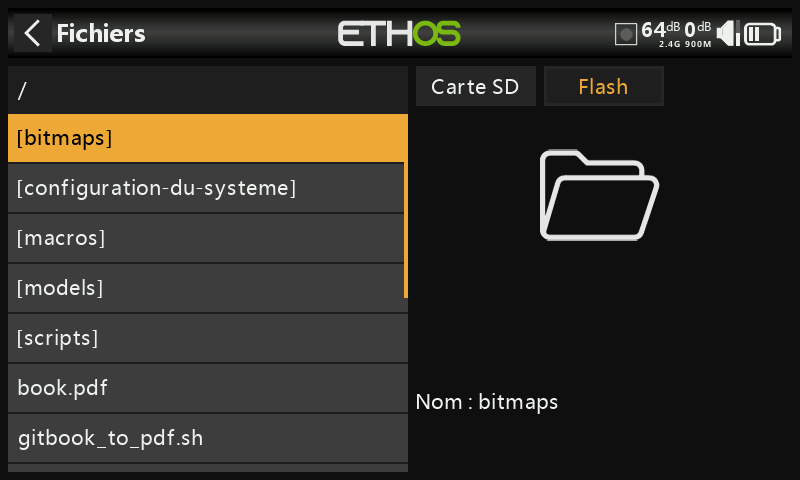 Fichiers
ETHOS
64dB 0dB
2.4G 900M
/
[bitmaps]
[configuration-du-systeme]
[macros]
[models]
[scripts]
book.pdf
gitbook_to_pdf.sh
Carte SD
Flash
Nom : bitmaps